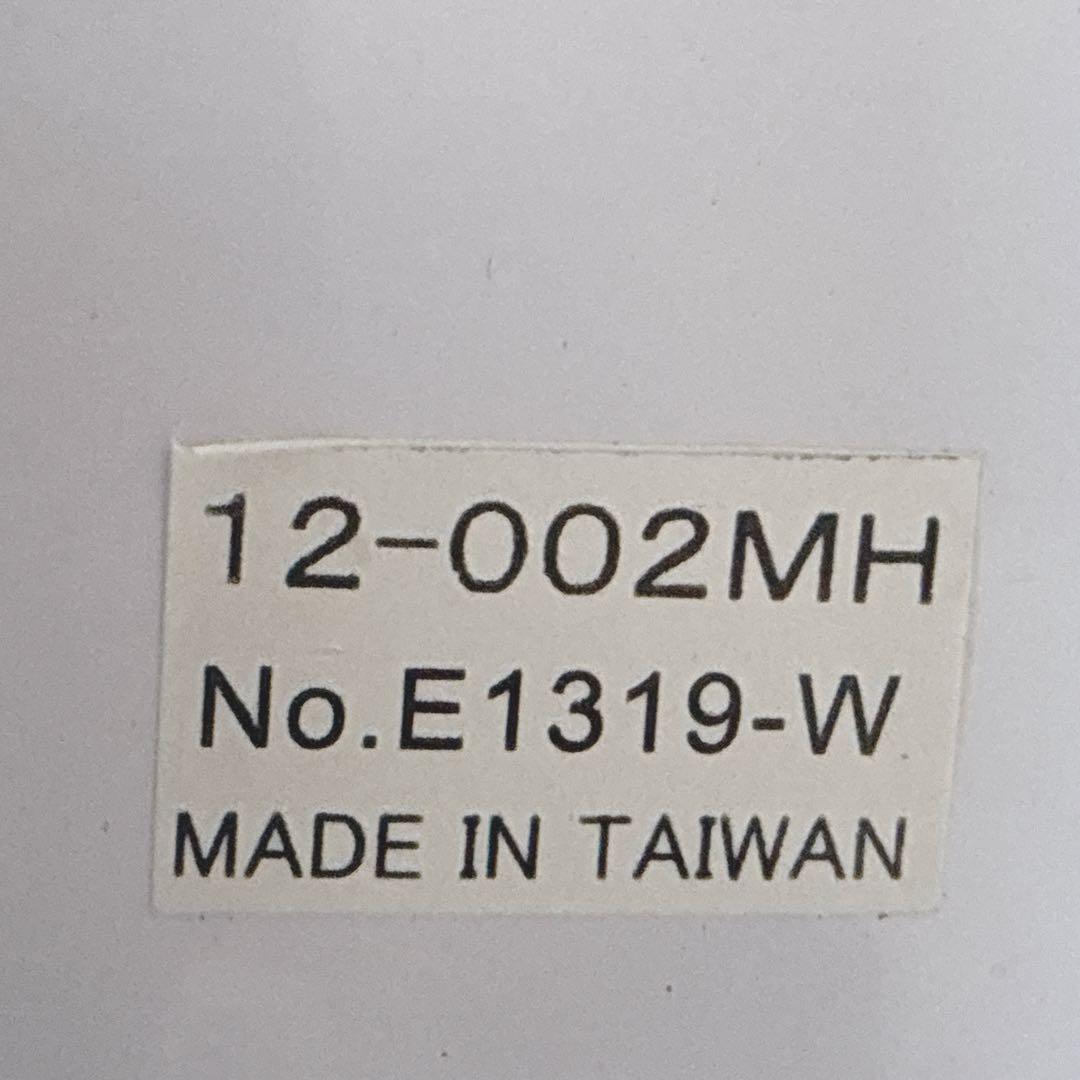 12-002MH
No.E1319-W
MADE IN TAIWAN